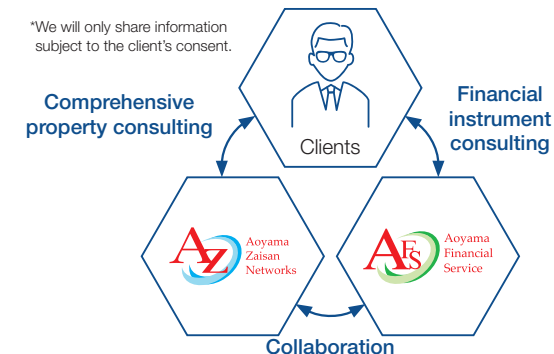 *We will only share information
subject to the client's consent.
Comprehensive
property consulting
Financial
instrument
consulting
Clients
AZ
Aoyama
Zaisan
Networks
AFS
Aoyama
Financial
Service
Collaboration